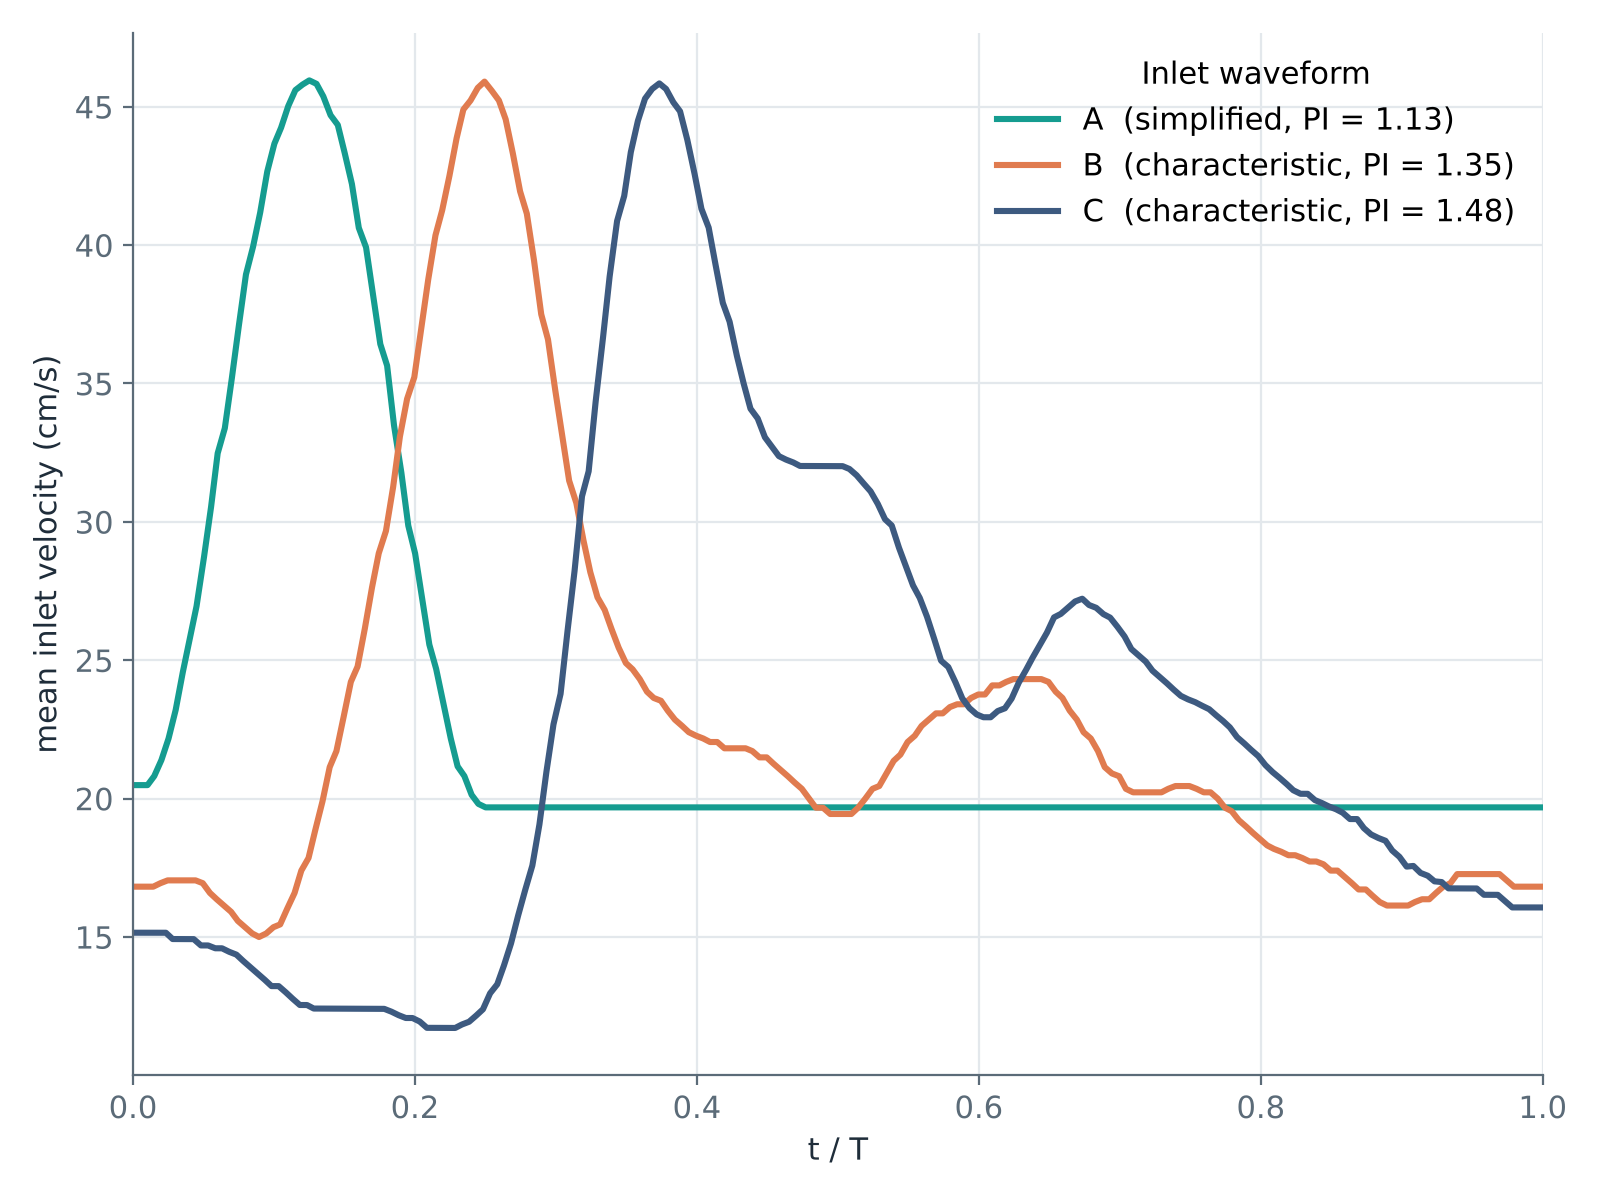 Inlet waveform
A (simplified, PI = 1.13)
B (characteristic, PI = 1.35)
C (characteristic, PI = 1.48)
mean inlet velocity (cm/s)
45
40
35
30
25
20
15
0.0 0.2 0.4 0.6 0.8 1.0
t / T